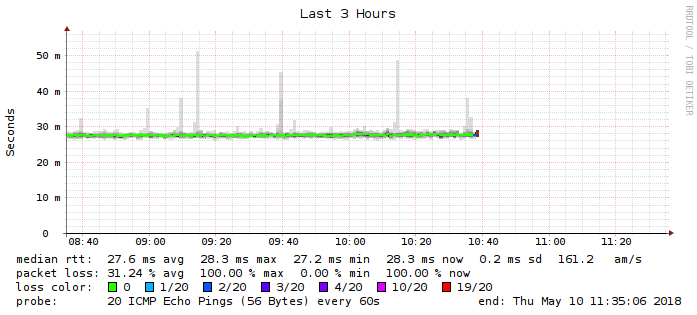 Last 3 Hours
RRDTOOL / TOBI OETIKER
Seconds
50 m
40 m
30 m
20 m
10 m
0
08:40 09:00 09:20 09:40 10:00 10:20 10:40 11:00 11:20
median rtt: 27.6 ms avg 28.3 ms max 27.2 ms min 28.3 ms now 0.2 ms sd 161.2 am/s
packet loss: 31.24 % avg 100.00 % max 0.00 % min 100.00 % now
loss color: 0 1/20 2/20 3/20 4/20 10/20 19/20
probe: 20 ICMP Echo Pings (56 Bytes) every 60s end: Thu May 10 11:35:06 2018